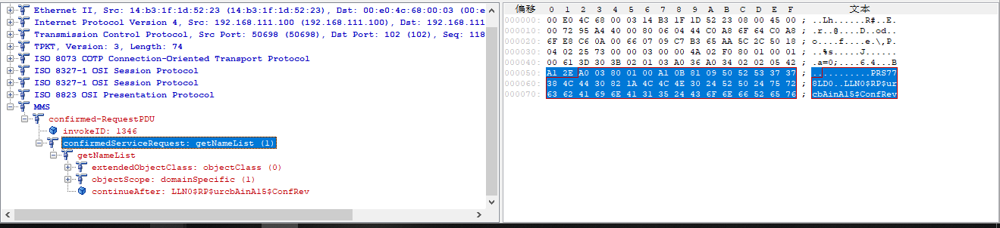 Ethernet II, Src: 14:b3:1f:1d:52:23 (14:b3:1f:1d:52:23), Dst: 00:e0:4c:68:00:03 (00:e
Internet Protocol Version 4, Src: 192.168.111.100 (192.168.111.100), Dst: 192.168.111
Transmission Control Protocol, Src Port: 50698 (50698), Dst Port: 102 (102), Seq: 118
TPKT, Version: 3, Length: 74
ISO 8073 COTP Connection-Oriented Transport Protocol
ISO 8327-1 OSI Session Protocol
ISO 8327-1 OSI Session Protocol
ISO 8823 OSI Presentation Protocol
MMS
confirmed-RequestPDU
invokeID: 1346
confirmedServiceRequest: getNameList (1)
getNameList
extendedObjectClass: objectClass (0)
objectScope: domainSpecific (1)
continueAfter: LLN0$RP$urcbAinA15$ConfRev
偏移 0 1 2 3 4 5 6 7 8 9 A B C D E F 文本
000000: 00 E0 4C 68 00 03 14 B3 1F 1D 52 23 08 00 45 00 ; ..Lh......R#..E.
000010: 00 72 95 A4 40 00 80 06 04 44 C0 A8 6F 64 C0 A8 ; .r..@....D..od..
000020: 6F E8 C6 0A 00 66 07 09 C7 B3 65 AA 5C 2C 50 18 ; o....f....e.\,P.
000030: 04 02 25 73 00 00 03 00 00 4A 02 F0 80 01 00 01 ; ..%s.....J......
000040: 00 61 3D 30 3B 02 01 03 A0 36 A0 34 02 02 05 42 ; .a=0;....6.4...B
000050: A1 2E A0 03 80 01 00 A1 0B 81 09 50 52 53 37 37 ; ...........PRS77
000060: 38 4C 44 30 82 1A 4C 4C 4E 30 24 52 50 24 75 72 ; 8LD0..LLN0$RP$ur
000070: 63 62 41 69 6E 41 31 35 24 43 6F 6E 66 52 65 76 ; cbAinA15$ConfRev